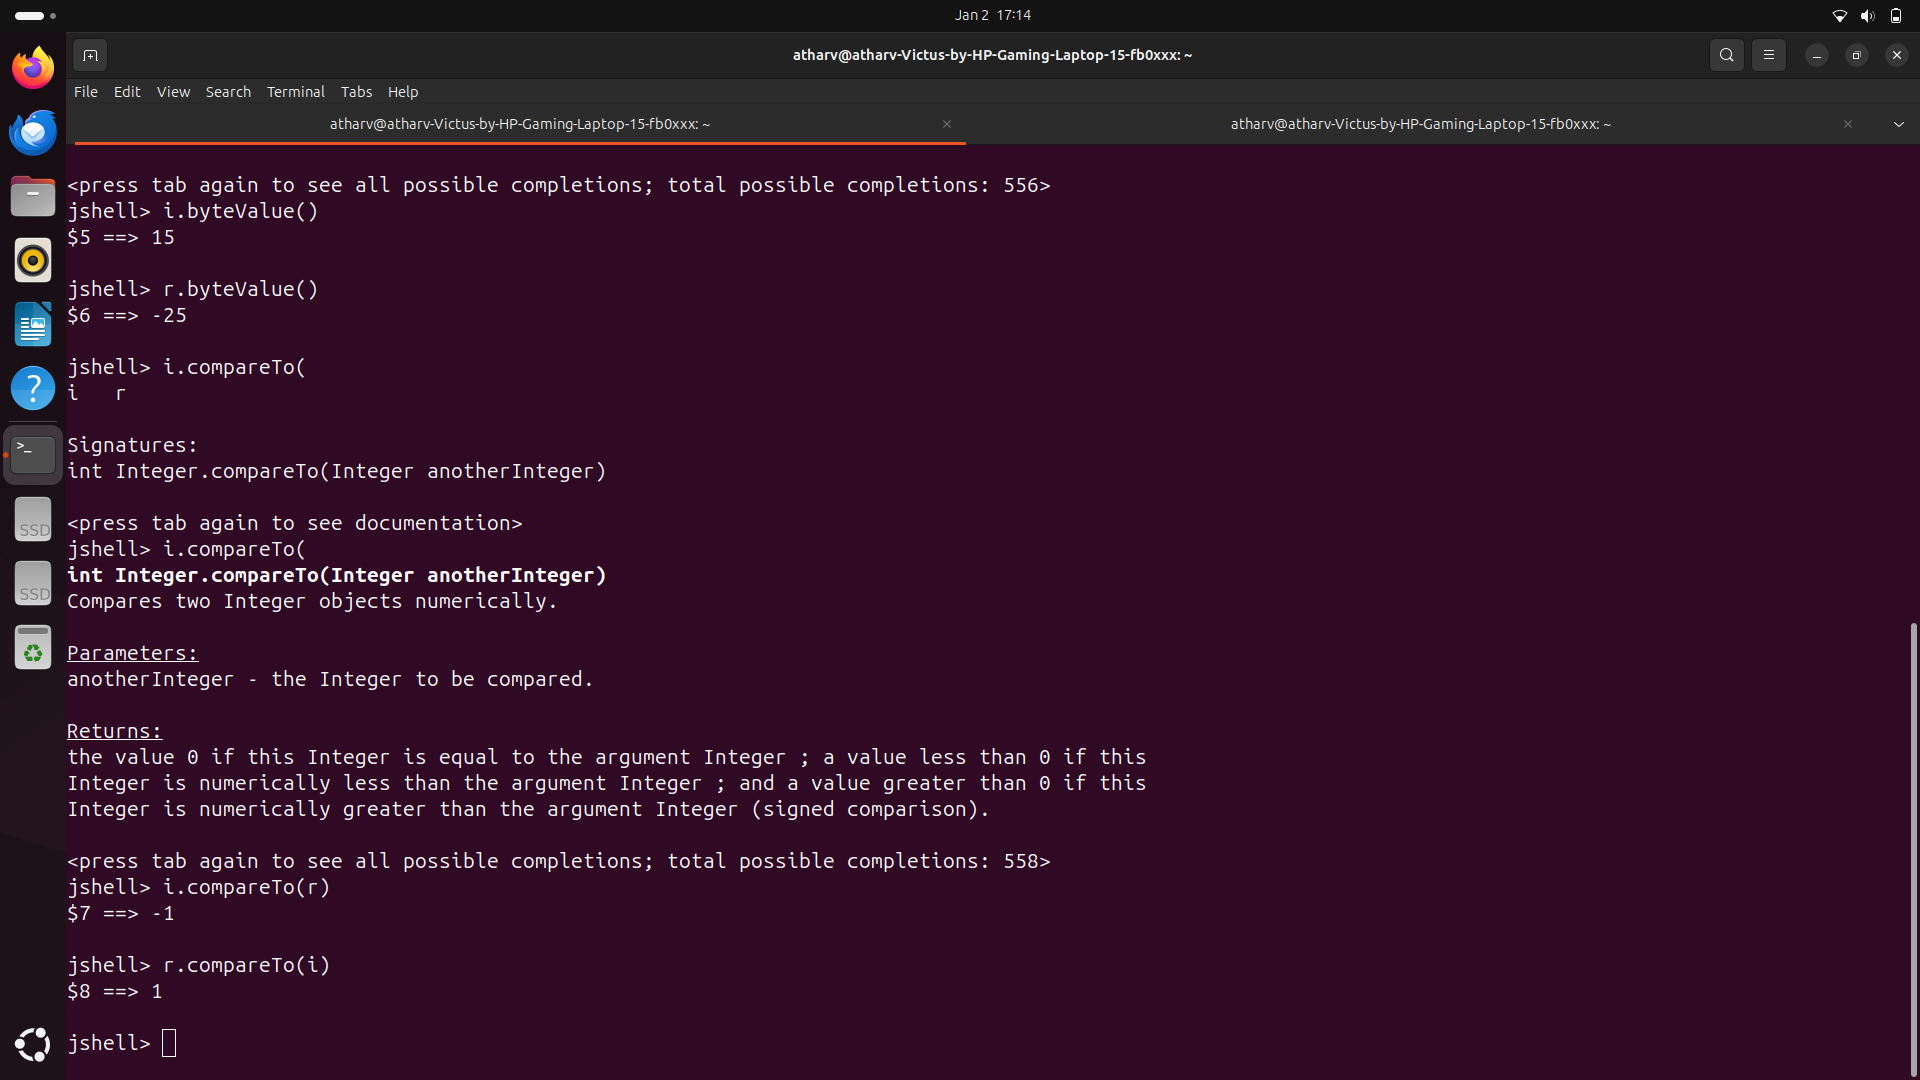 Jan 2 17:14
atharv@atharv-Victus-by-HP-Gaming-Laptop-15-fb0xxx: ~
File Edit View Search Terminal Tabs Help
atharv@atharv-Victus-by-HP-Gaming-Laptop-15-fb0xxx: ~
atharv@atharv-Victus-by-HP-Gaming-Laptop-15-fb0xxx: ~
<press tab again to see all possible completions; total possible completions: 556>
jshell> i.byteValue()
$5 ==> 15
jshell> r.byteValue()
$6 ==> -25
jshell> i.compareTo(
i r
Signatures:
int Integer.compareTo(Integer anotherInteger)
<press tab again to see documentation>
jshell> i.compareTo(
int Integer.compareTo(Integer anotherInteger)
Compares two Integer objects numerically.
Parameters:
anotherInteger - the Integer to be compared.
Returns:
the value 0 if this Integer is equal to the argument Integer ; a value less than 0 if this
Integer is numerically less than the argument Integer ; and a value greater than 0 if this
Integer is numerically greater than the argument Integer (signed comparison).
<press tab again to see all possible completions; total possible completions: 558>
jshell> i.compareTo(r)
$7 ==> -1
jshell> r.compareTo(i)
$8 ==> 1
jshell>
?
>_
SSD
SSD